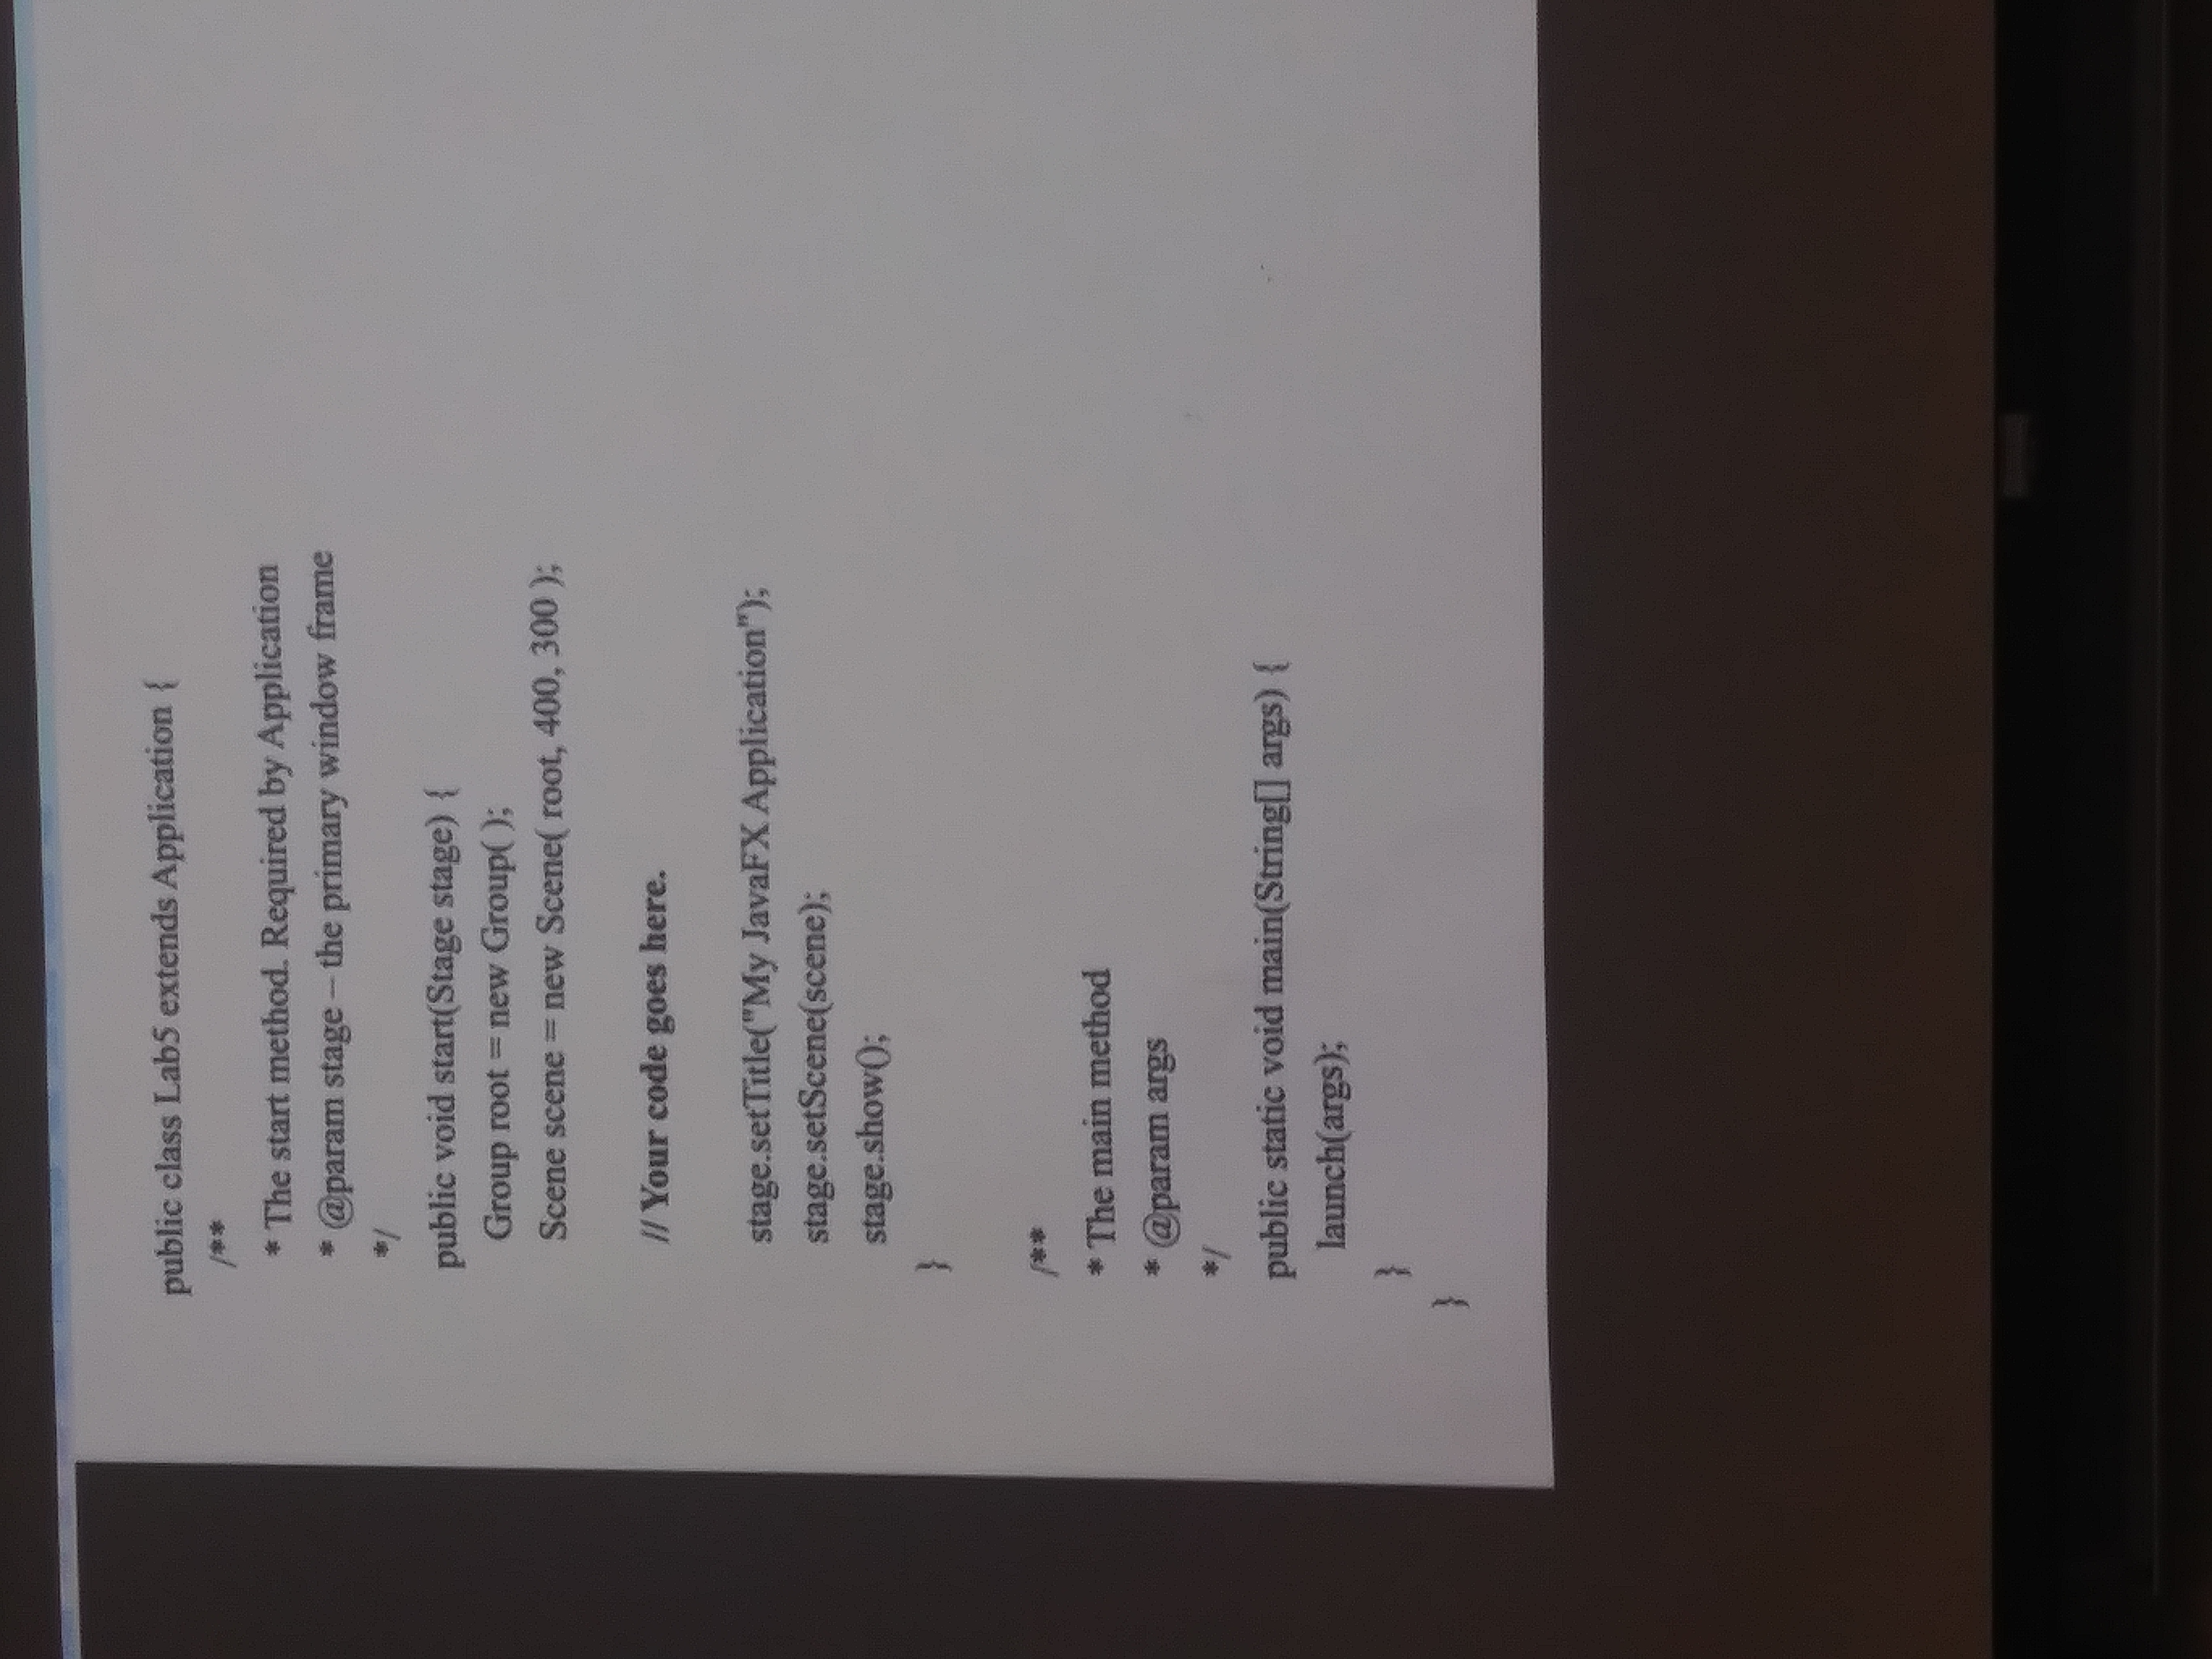 public class Lab5 extends Application {
/**
* The start method. Required by Application
* @param stage – the primary window frame
*/
public void start(Stage stage) {
Group root = new Group( );
Scene scene = new Scene( root, 400, 300 );
// Your code goes here.
stage.setTitle("My JavaFX Application");
stage.setScene(scene);
stage.show();
}
/**
* The main method
* @param args
*/
public static void main(String[] args) {
launch(args);
}
}